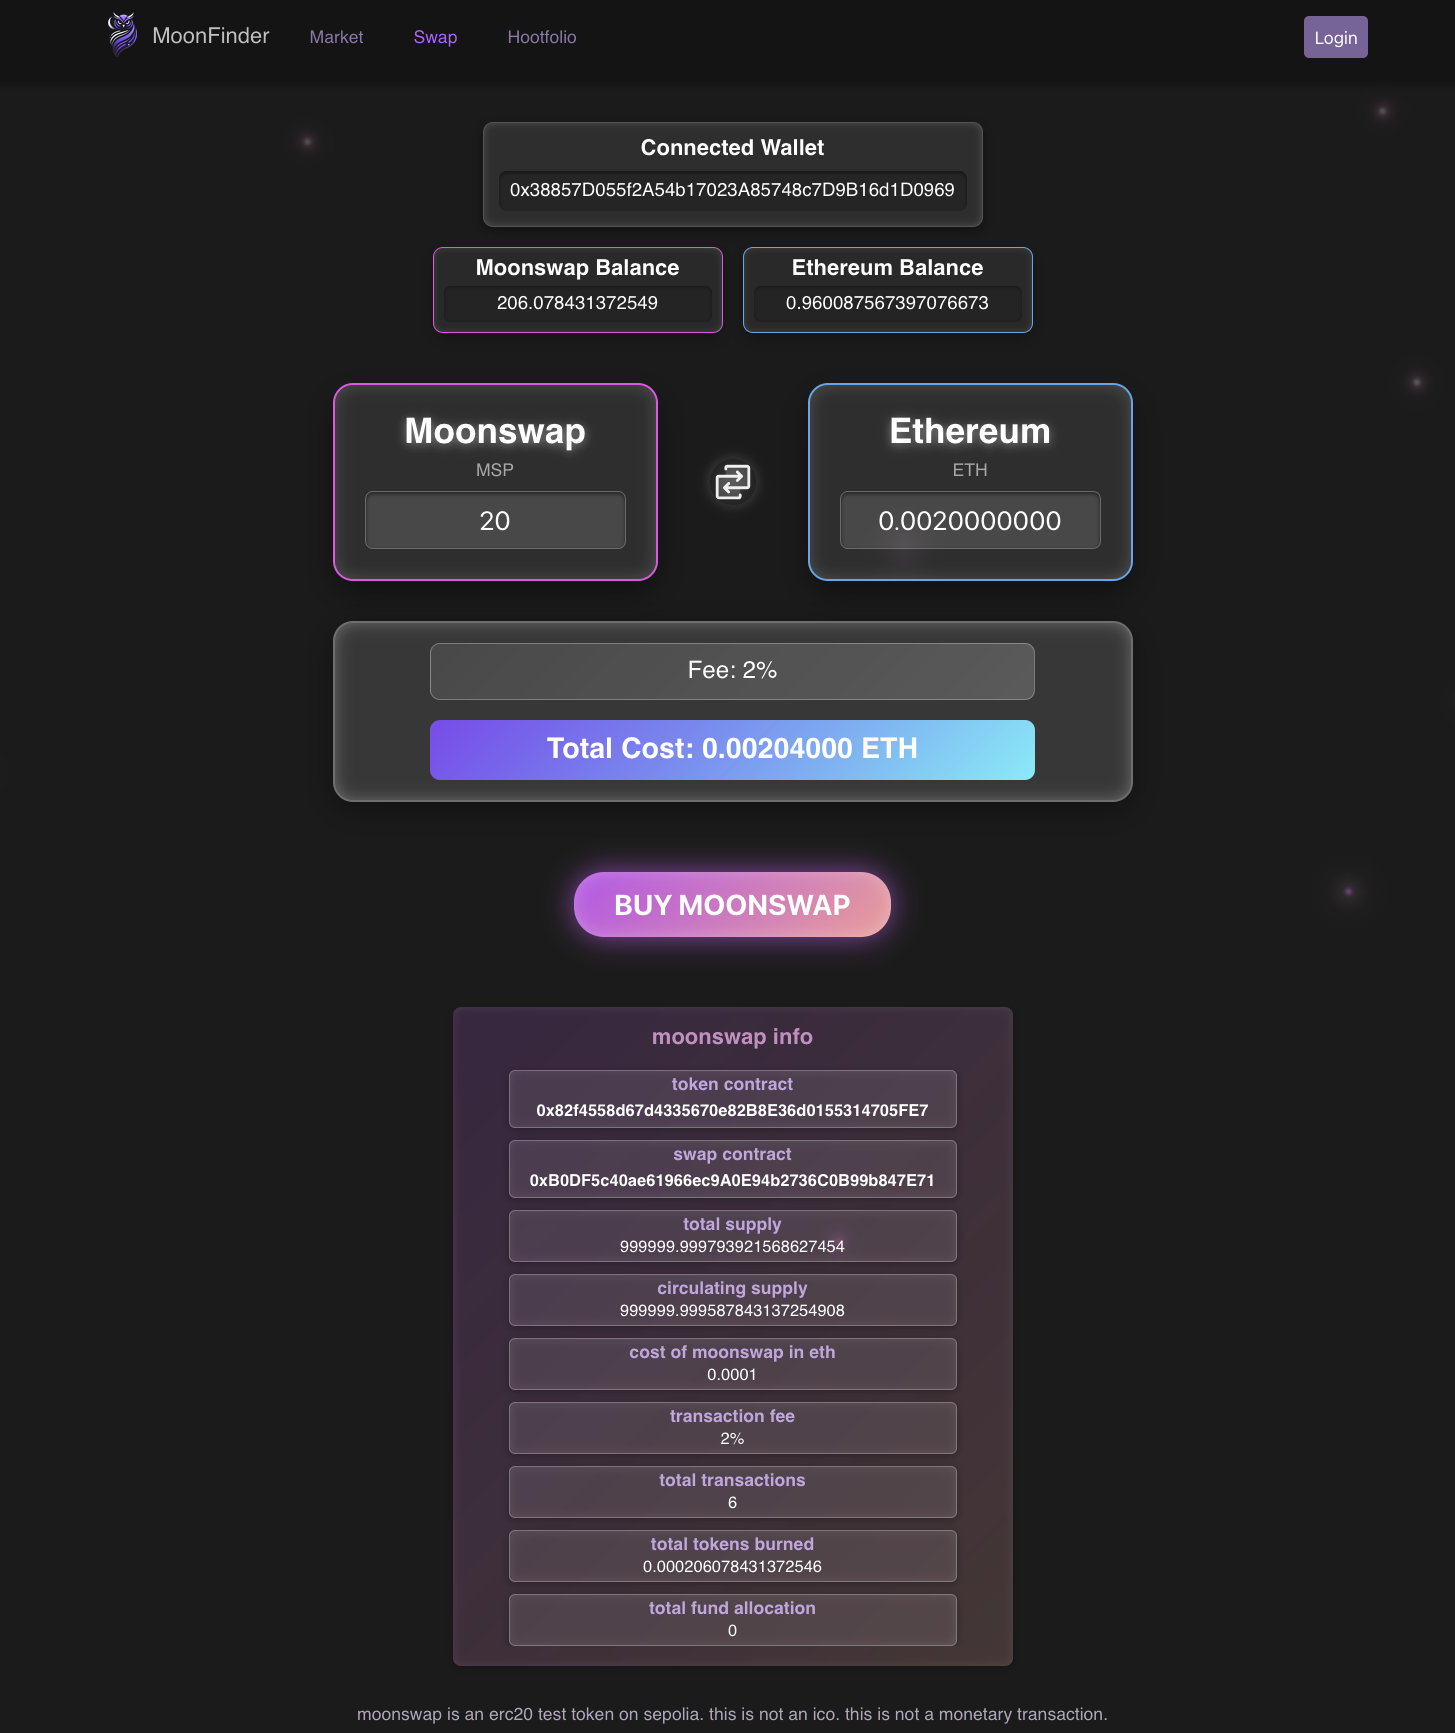 MoonFinder
Market
Swap
Hootfolio
Login
Connected Wallet
0x38857D055f2A54b17023A85748c7D9B16d1D0969
Moonswap Balance
206.078431372549
Ethereum Balance
0.960087567397076673
Moonswap
MSP
20
Ethereum
ETH
0.0020000000
Fee: 2%
Total Cost: 0.00204000 ETH
BUY MOONSWAP
moonswap info
token contract
0x82f4558d67d4335670e82B8E36d0155314705FE7
swap contract
0xB0DF5c40ae61966ec9A0E94b2736C0B99b847E71
total supply
999999.999793921568627454
circulating supply
999999.999587843137254908
cost of moonswap in eth
0.0001
transaction fee
2%
total transactions
6
total tokens burned
0.000206078431372546
total fund allocation
0
moonswap is an erc20 test token on sepolia. this is not an ico. this is not a monetary transaction.